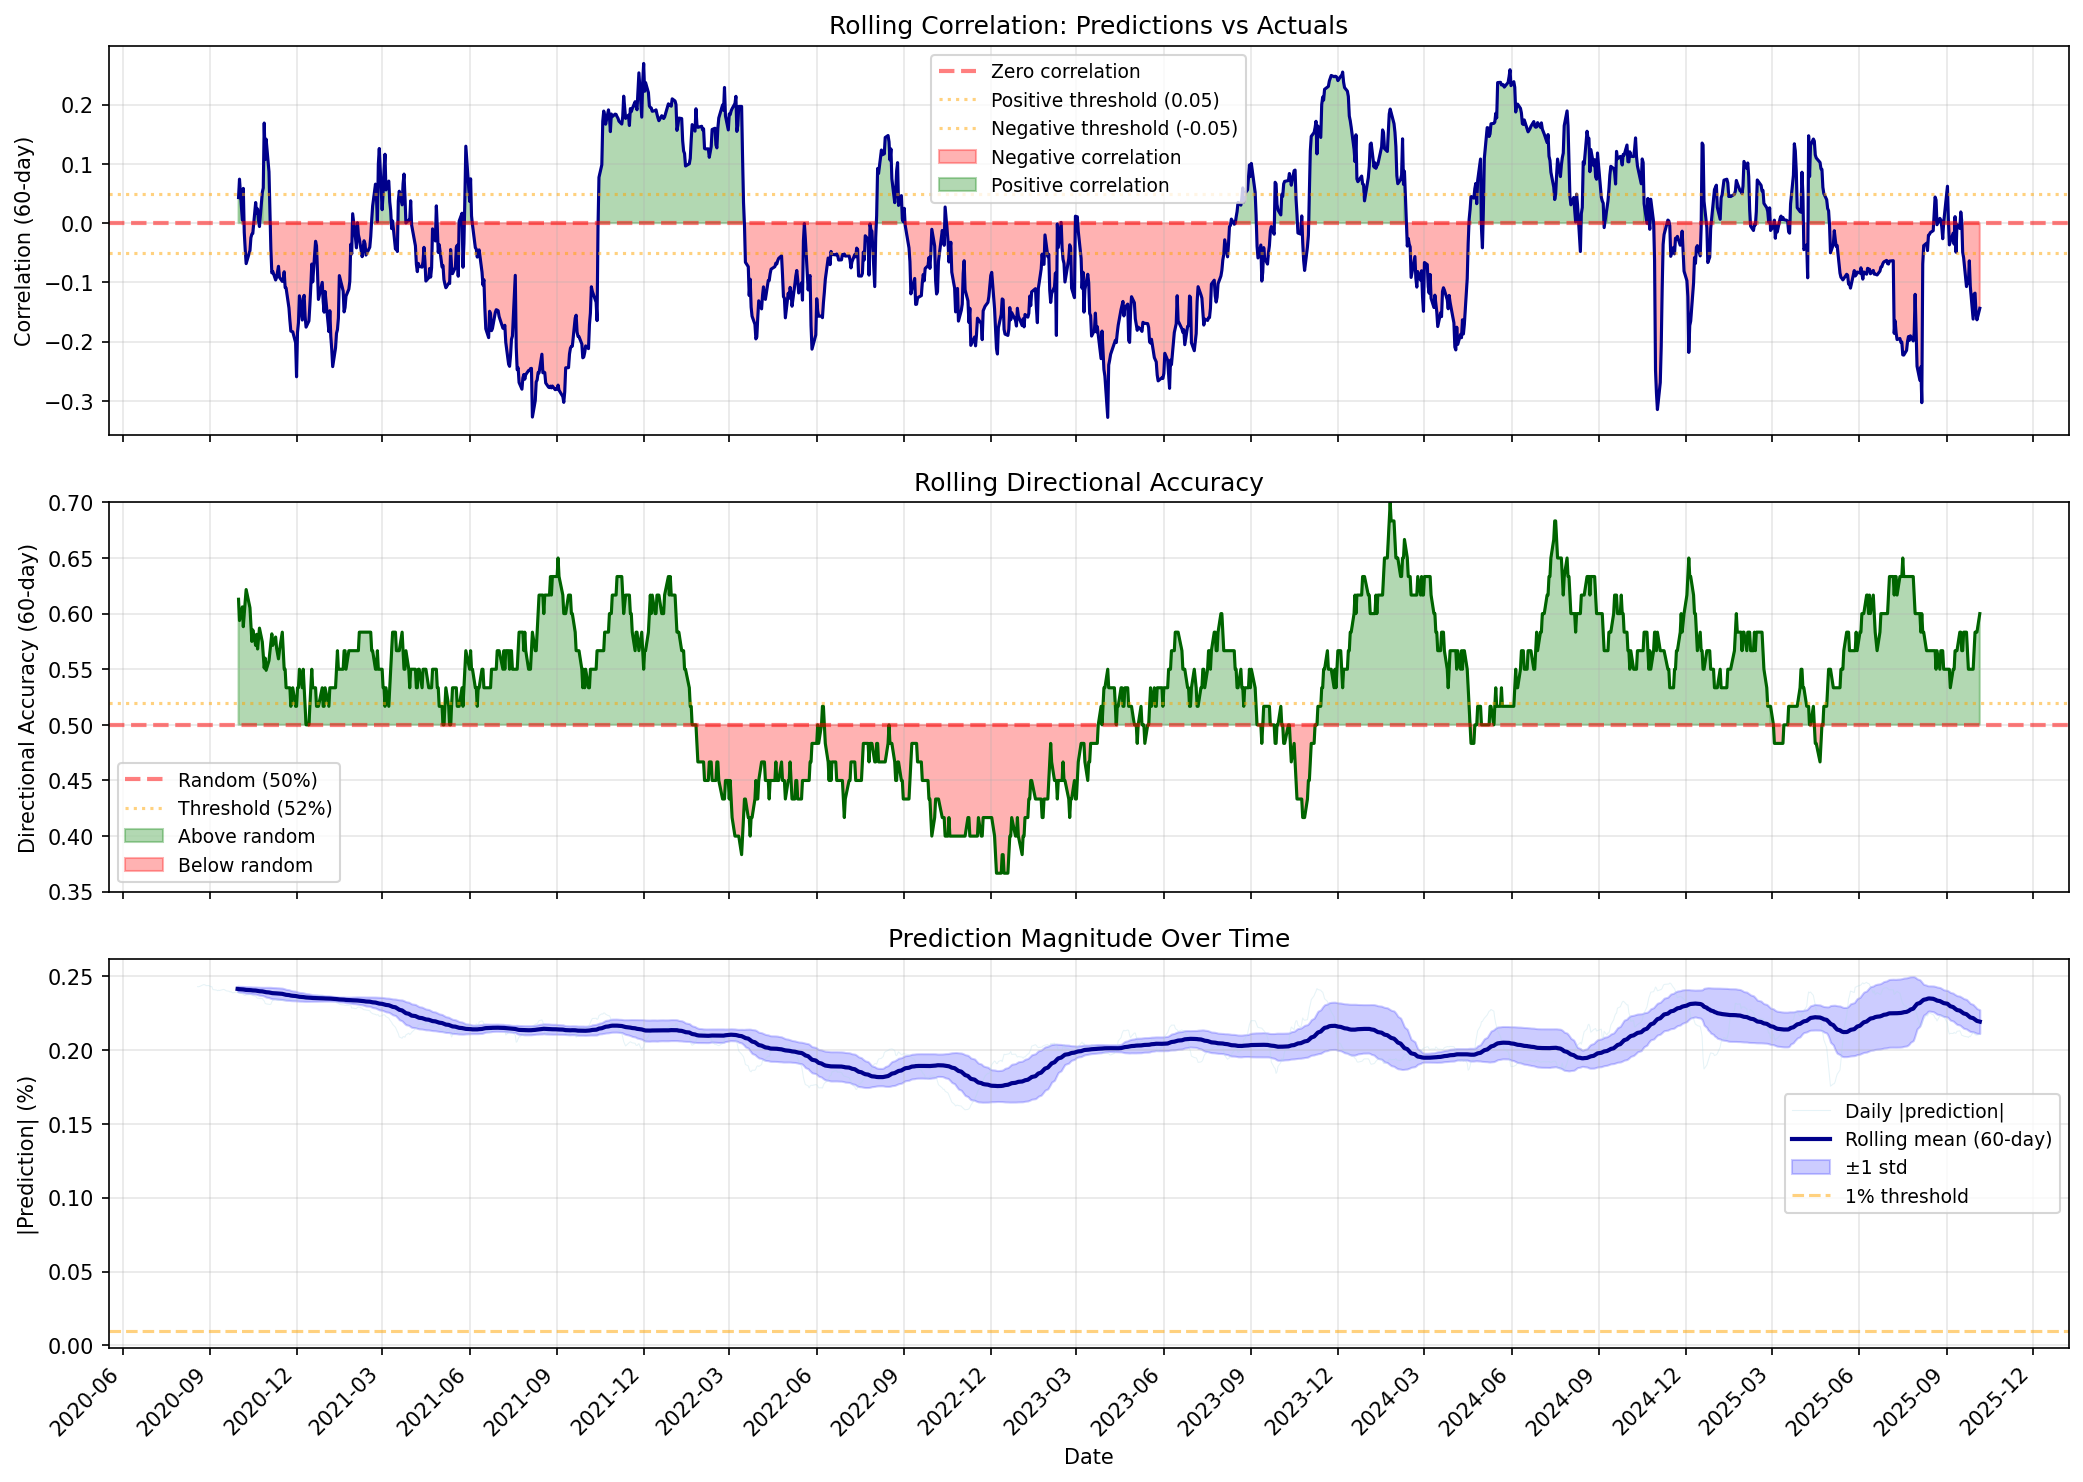 Rolling Correlation: Predictions vs Actuals
Correlation (60-day)
0.2
0.1
0.0
−0.1
−0.2
−0.3
Zero correlation
Positive threshold (0.05)
Negative threshold (-0.05)
Negative correlation
Positive correlation
Rolling Directional Accuracy
Directional Accuracy (60-day)
0.70
0.65
0.60
0.55
0.50
0.45
0.40
0.35
Random (50%)
Threshold (52%)
Above random
Below random
Prediction Magnitude Over Time
|Prediction| (%)
0.25
0.20
0.15
0.10
0.05
0.00
Daily |prediction|
Rolling mean (60-day)
±1 std
1% threshold
2020-06
2020-09
2020-12
2021-03
2021-06
2021-09
2021-12
2022-03
2022-06
2022-09
2022-12
2023-03
2023-06
2023-09
2023-12
2024-03
2024-06
2024-09
2024-12
2025-03
2025-06
2025-09
2025-12
Date